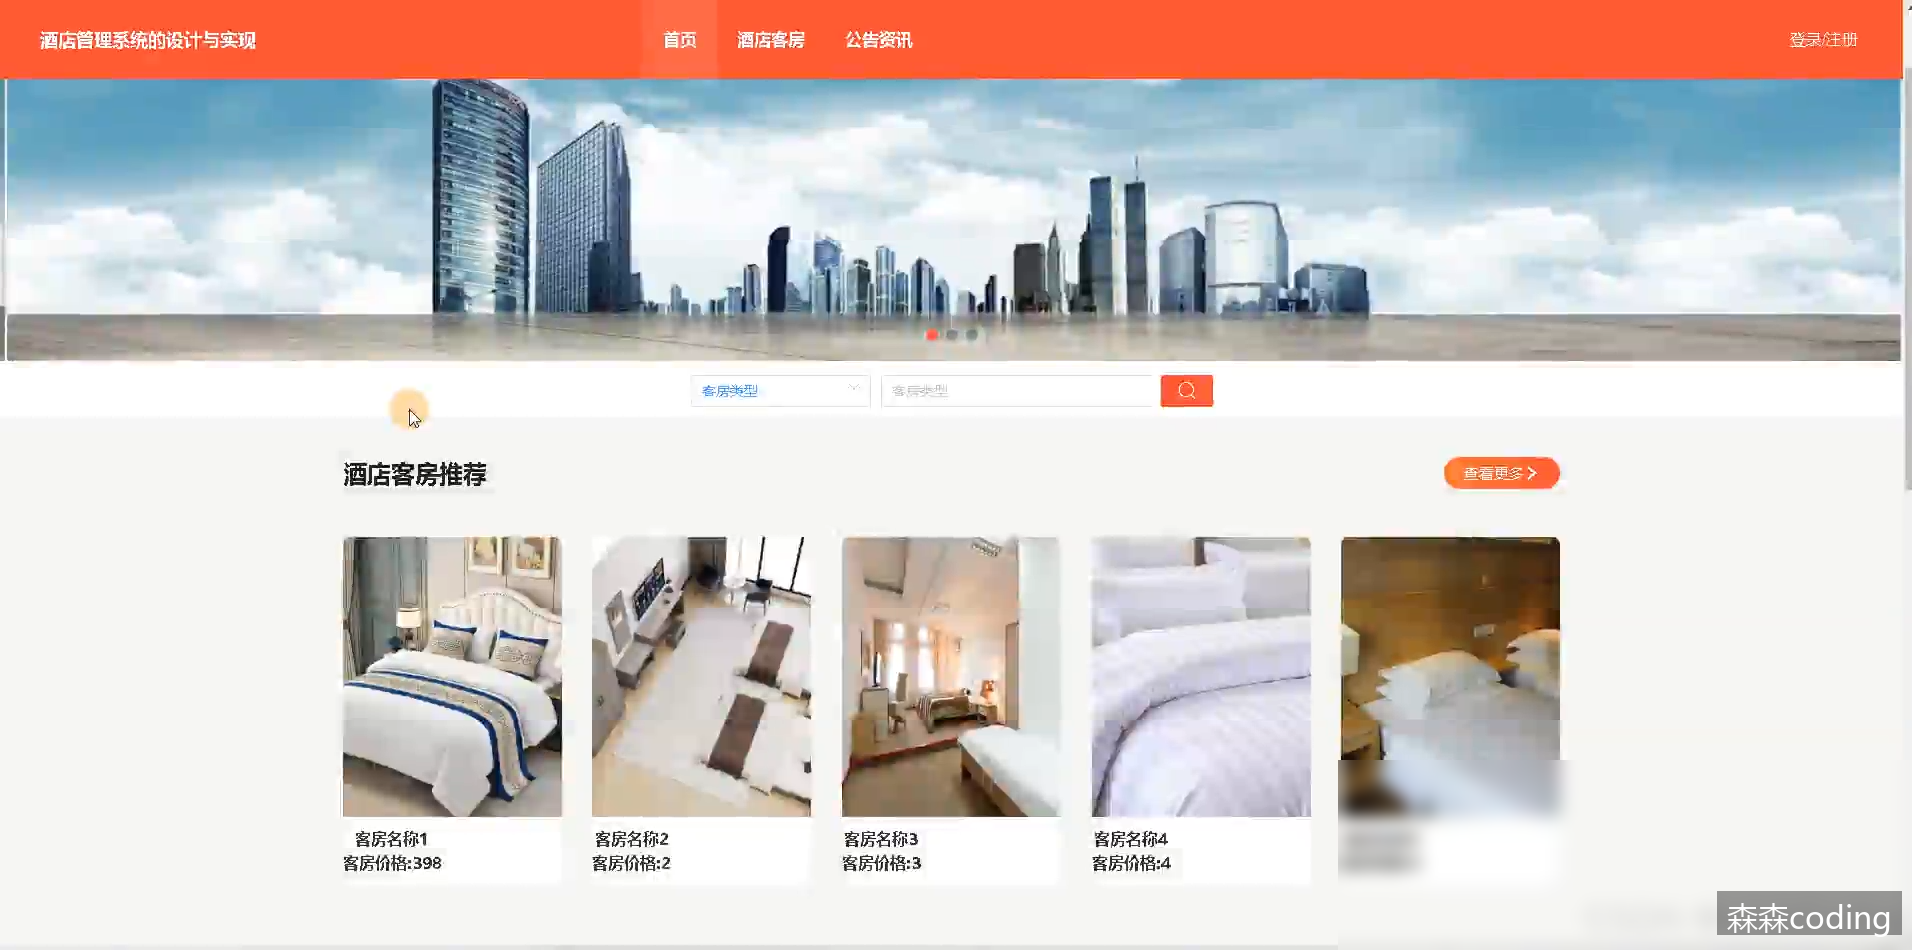 酒店管理系统的设计与实现
首页
酒店客房
公告资讯
登录/注册
客房类型
客房类型
酒店客房推荐
查看更多
客房名称1
客房价格:398
客房名称2
客房价格:2
客房名称3
客房价格:3
客房名称4
客房价格:4
森森coding